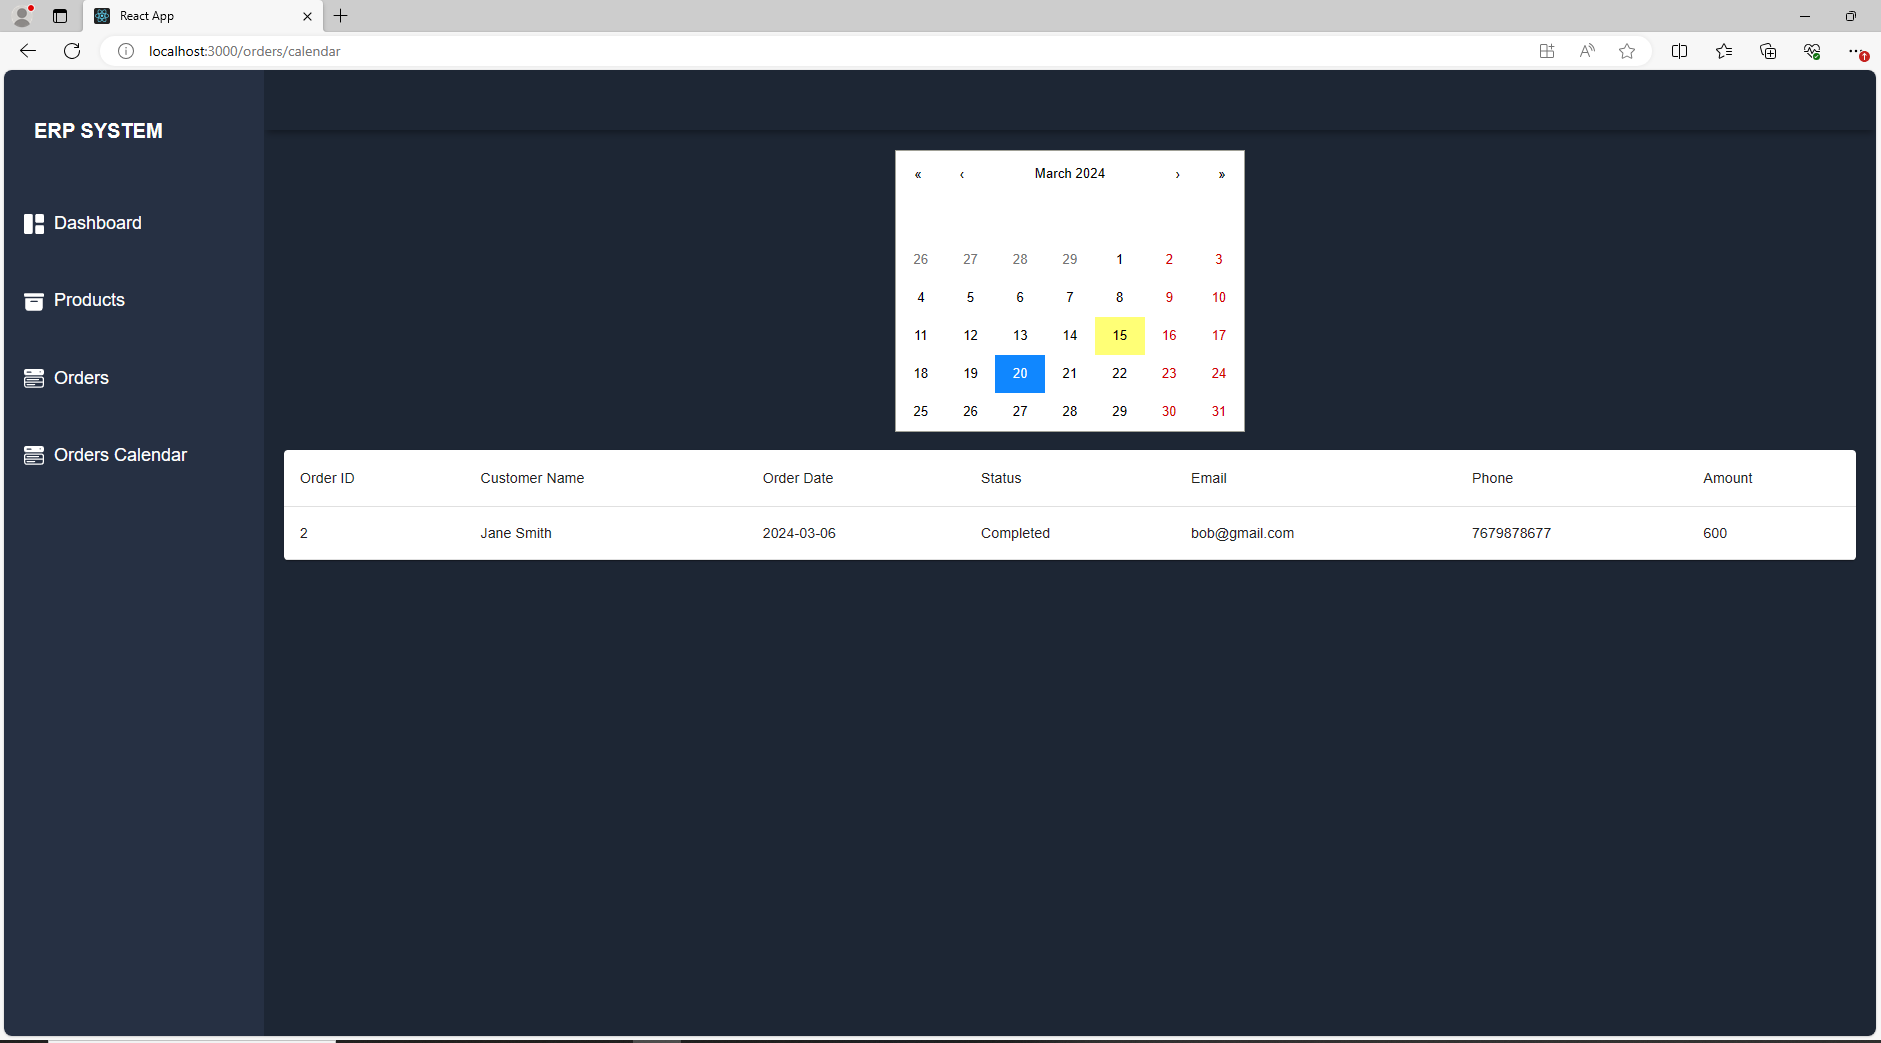 React App
localhost:3000/orders/calendar
ERP SYSTEM
Dashboard
Products
Orders
Orders Calendar
« ‹ March 2024 › »
26 27 28 29 1 2 3
4 5 6 7 8 9 10
11 12 13 14 15 16 17
18 19 20 21 22 23 24
25 26 27 28 29 30 31
Order ID Customer Name Order Date Status Email Phone Amount
2 Jane Smith 2024-03-06 Completed bob@gmail.com 7679878677 600